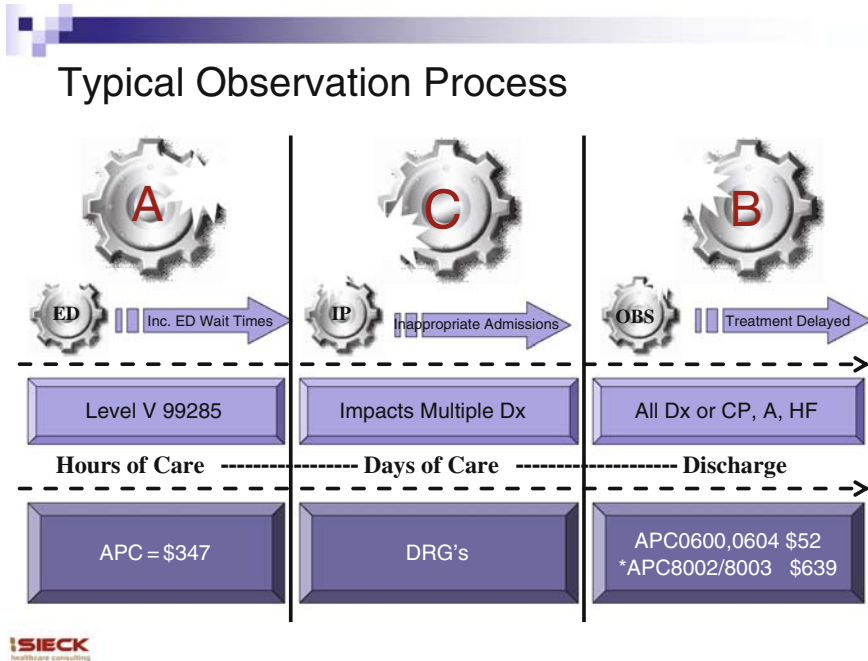 Typical Observation Process
A
C
B
ED
Inc. ED Wait Times
IP
Inappropriate Admissions
OBS
Treatment Delayed
Level V 99285
Impacts Multiple Dx
All Dx or CP, A, HF
Hours of Care ----------------- Days of Care ----------------- Discharge
APC = $347
DRG's
APC0600,0604 $52
*APC8002/8003 $639
SIECK
healthcare consulting